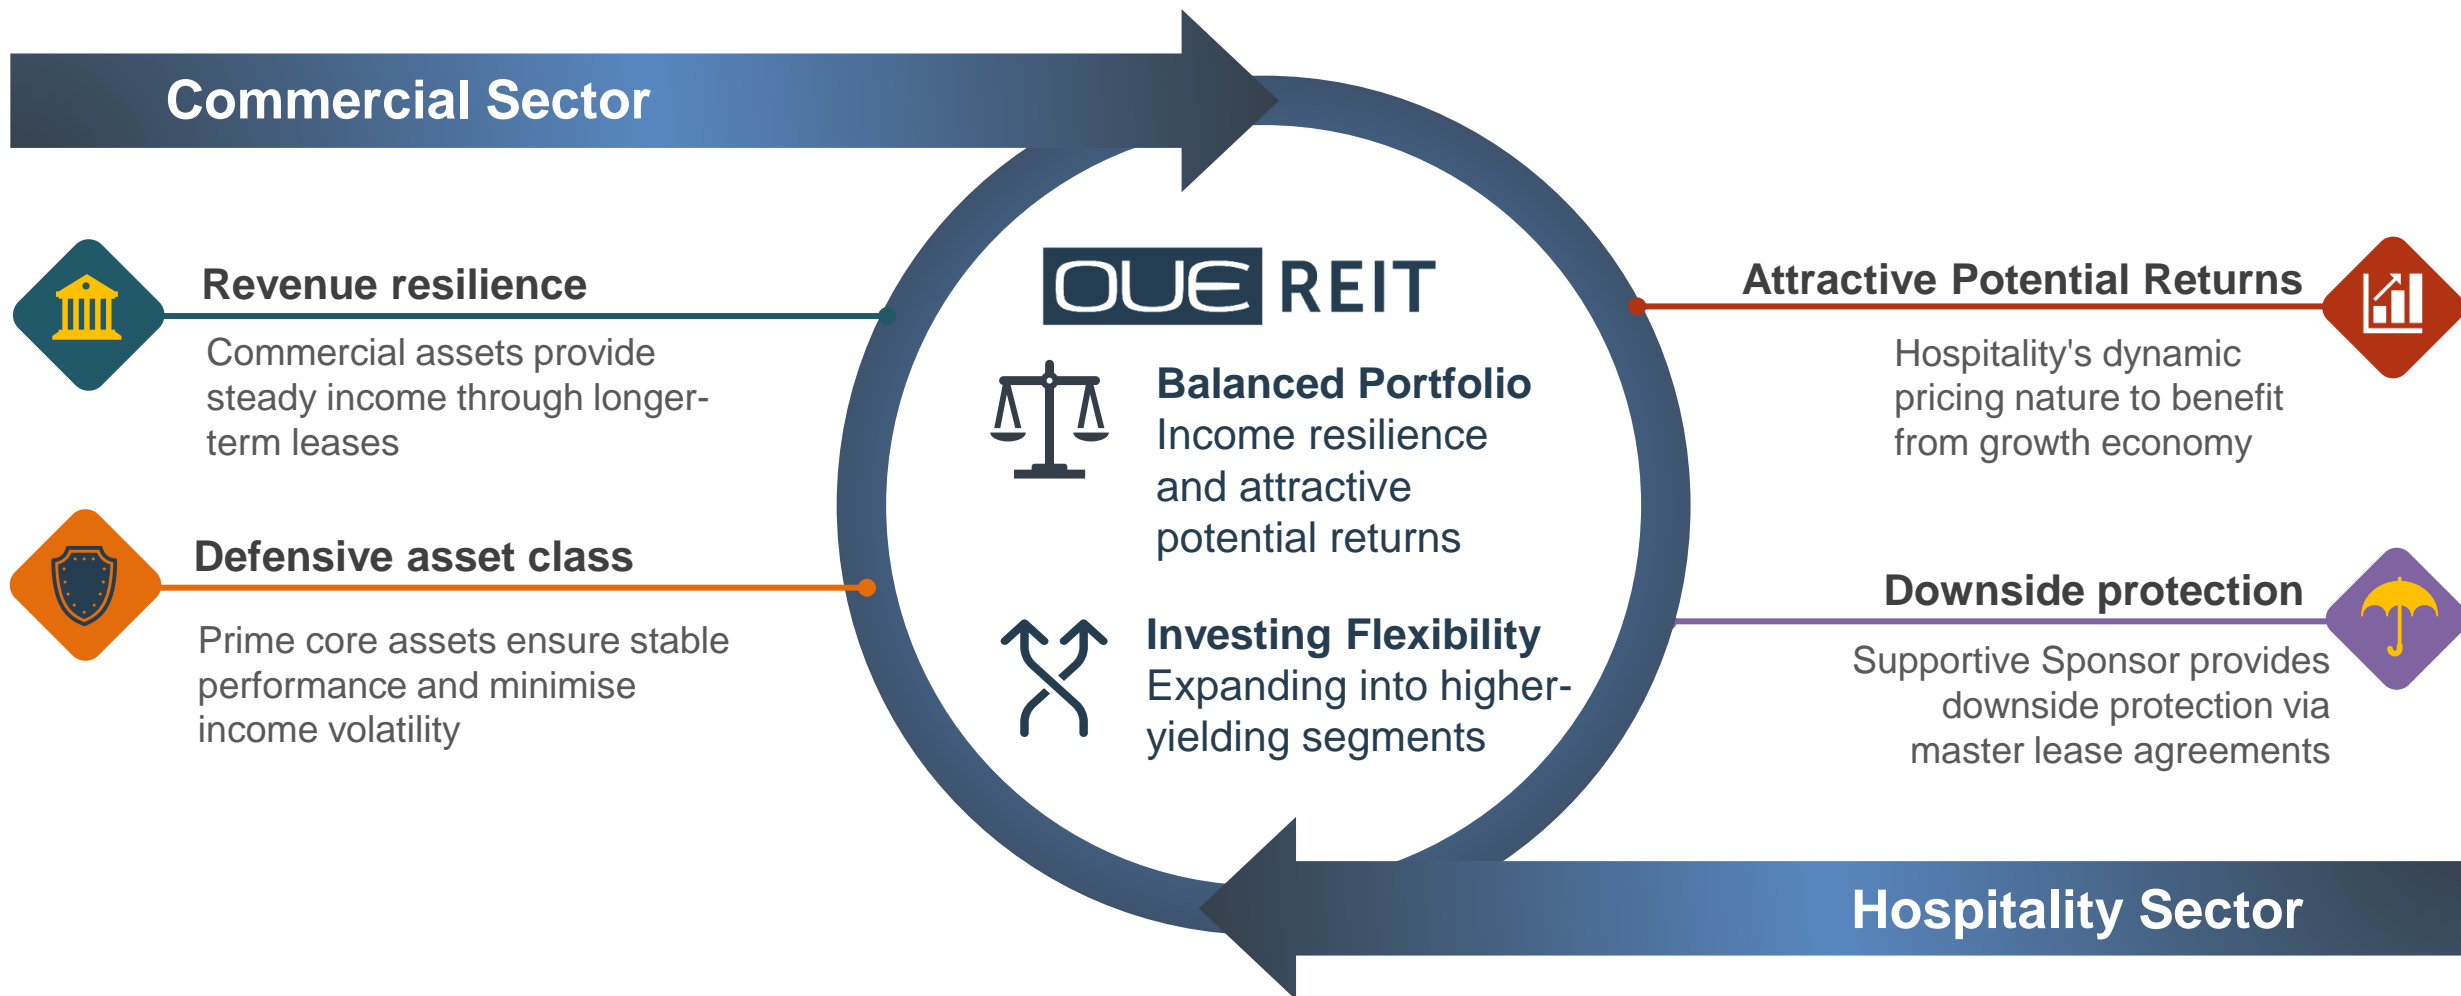 Commercial Sector
Revenue resilience
Commercial assets provide
steady income through longer-
term leases
Defensive asset class
Prime core assets ensure stable
performance and minimise
income volatility
OUE REIT
Balanced Portfolio
Income resilience
and attractive
potential returns
Investing Flexibility
Expanding into higher-
yielding segments
Attractive Potential Returns
Hospitality's dynamic
pricing nature to benefit
from growth economy
Downside protection
Supportive Sponsor provides
downside protection via
master lease agreements
Hospitality Sector